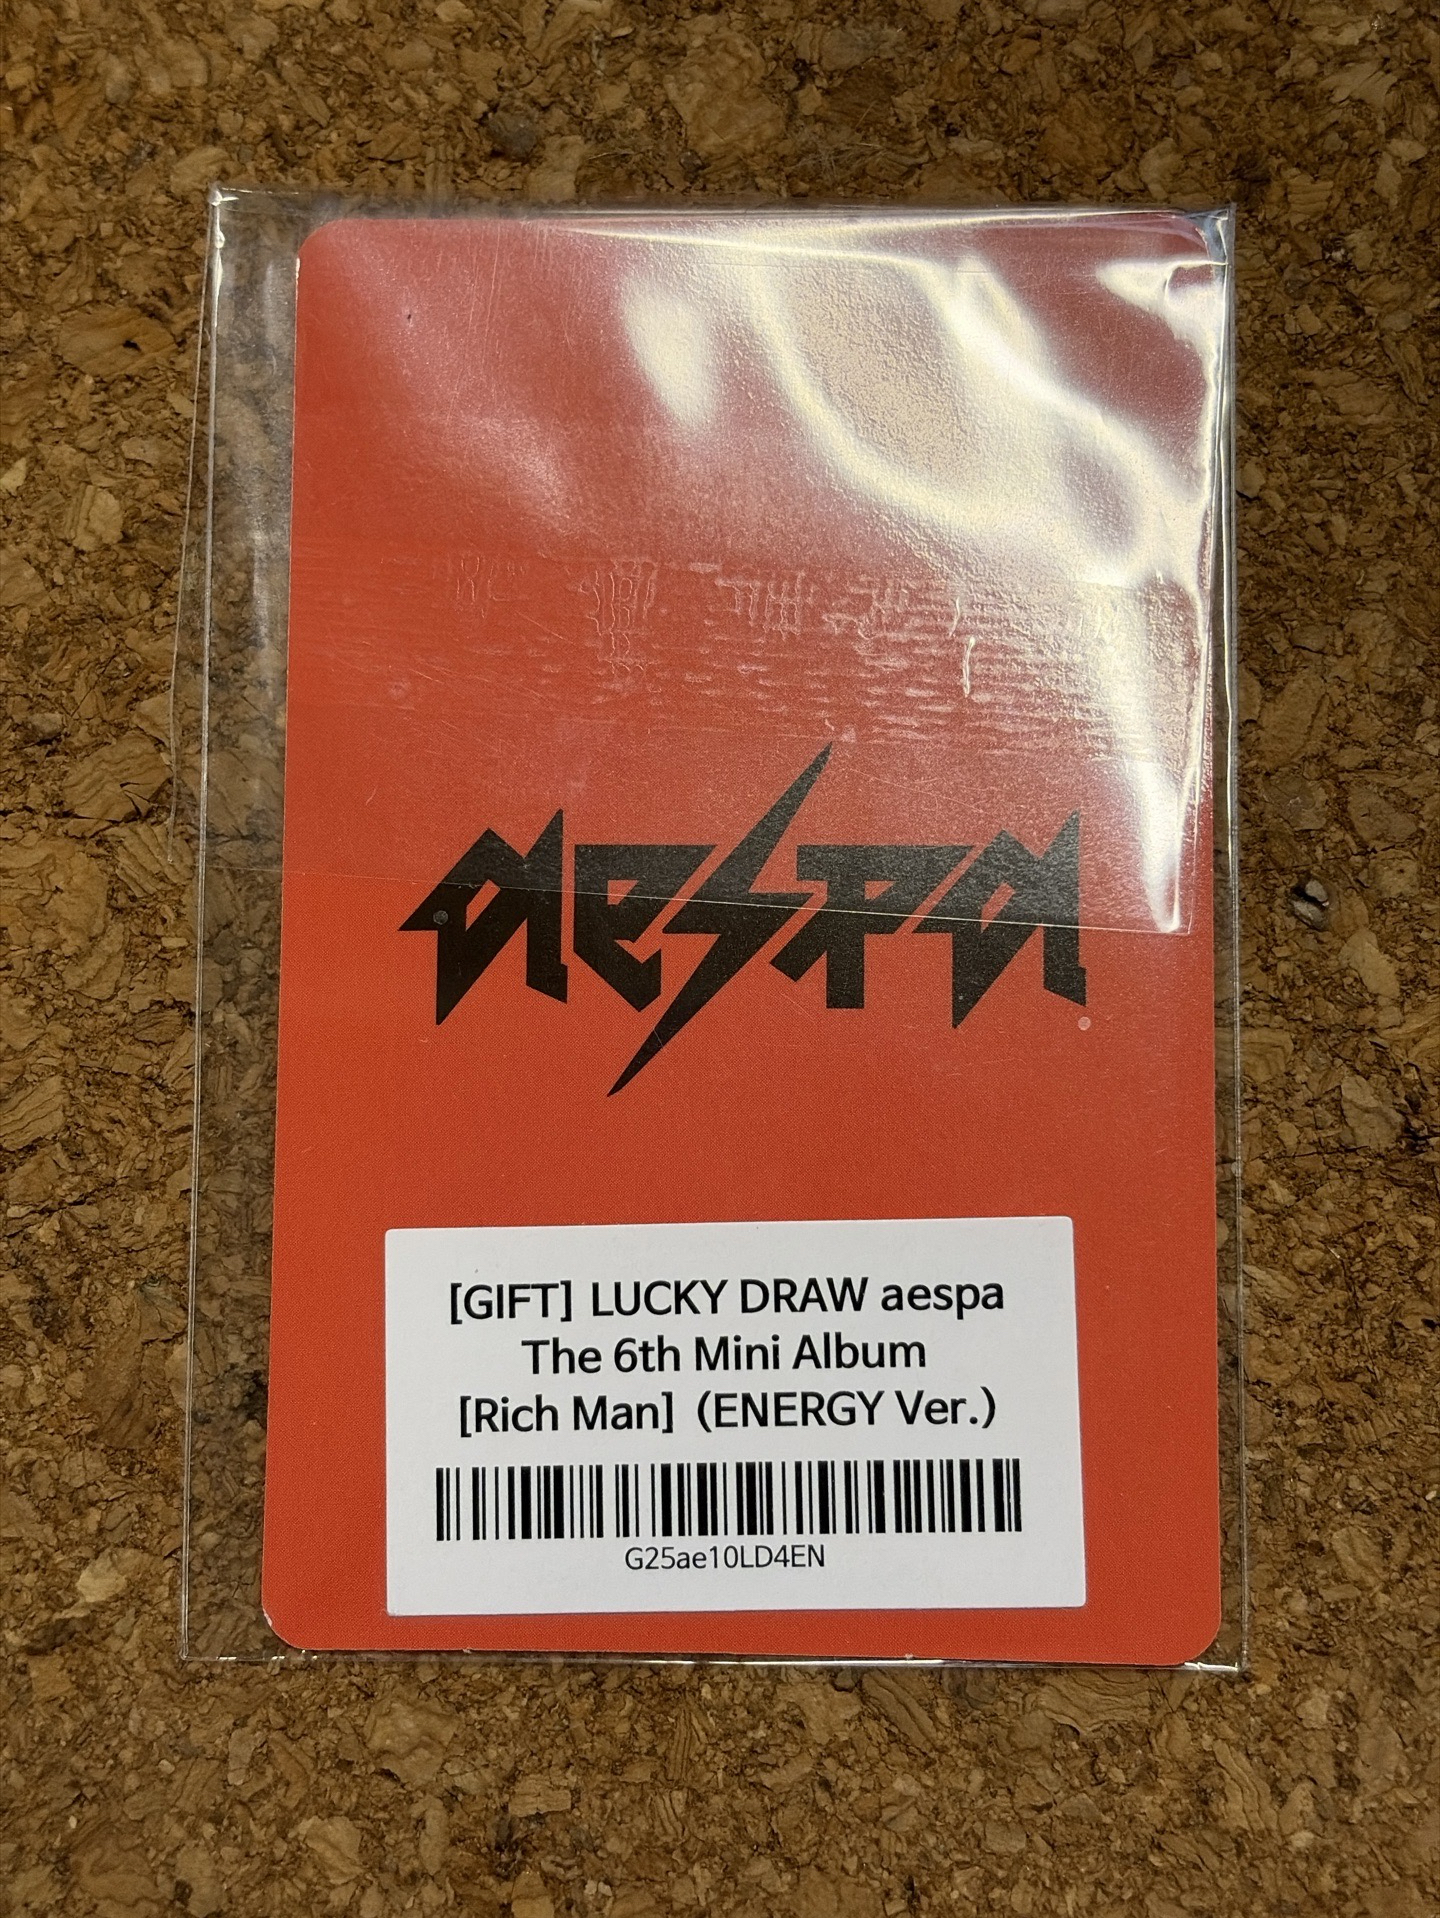 aespa
[GIFT] LUCKY DRAW aespa
The 6th Mini Album
[Rich Man] (ENERGY Ver.)
G25ae10LD4EN